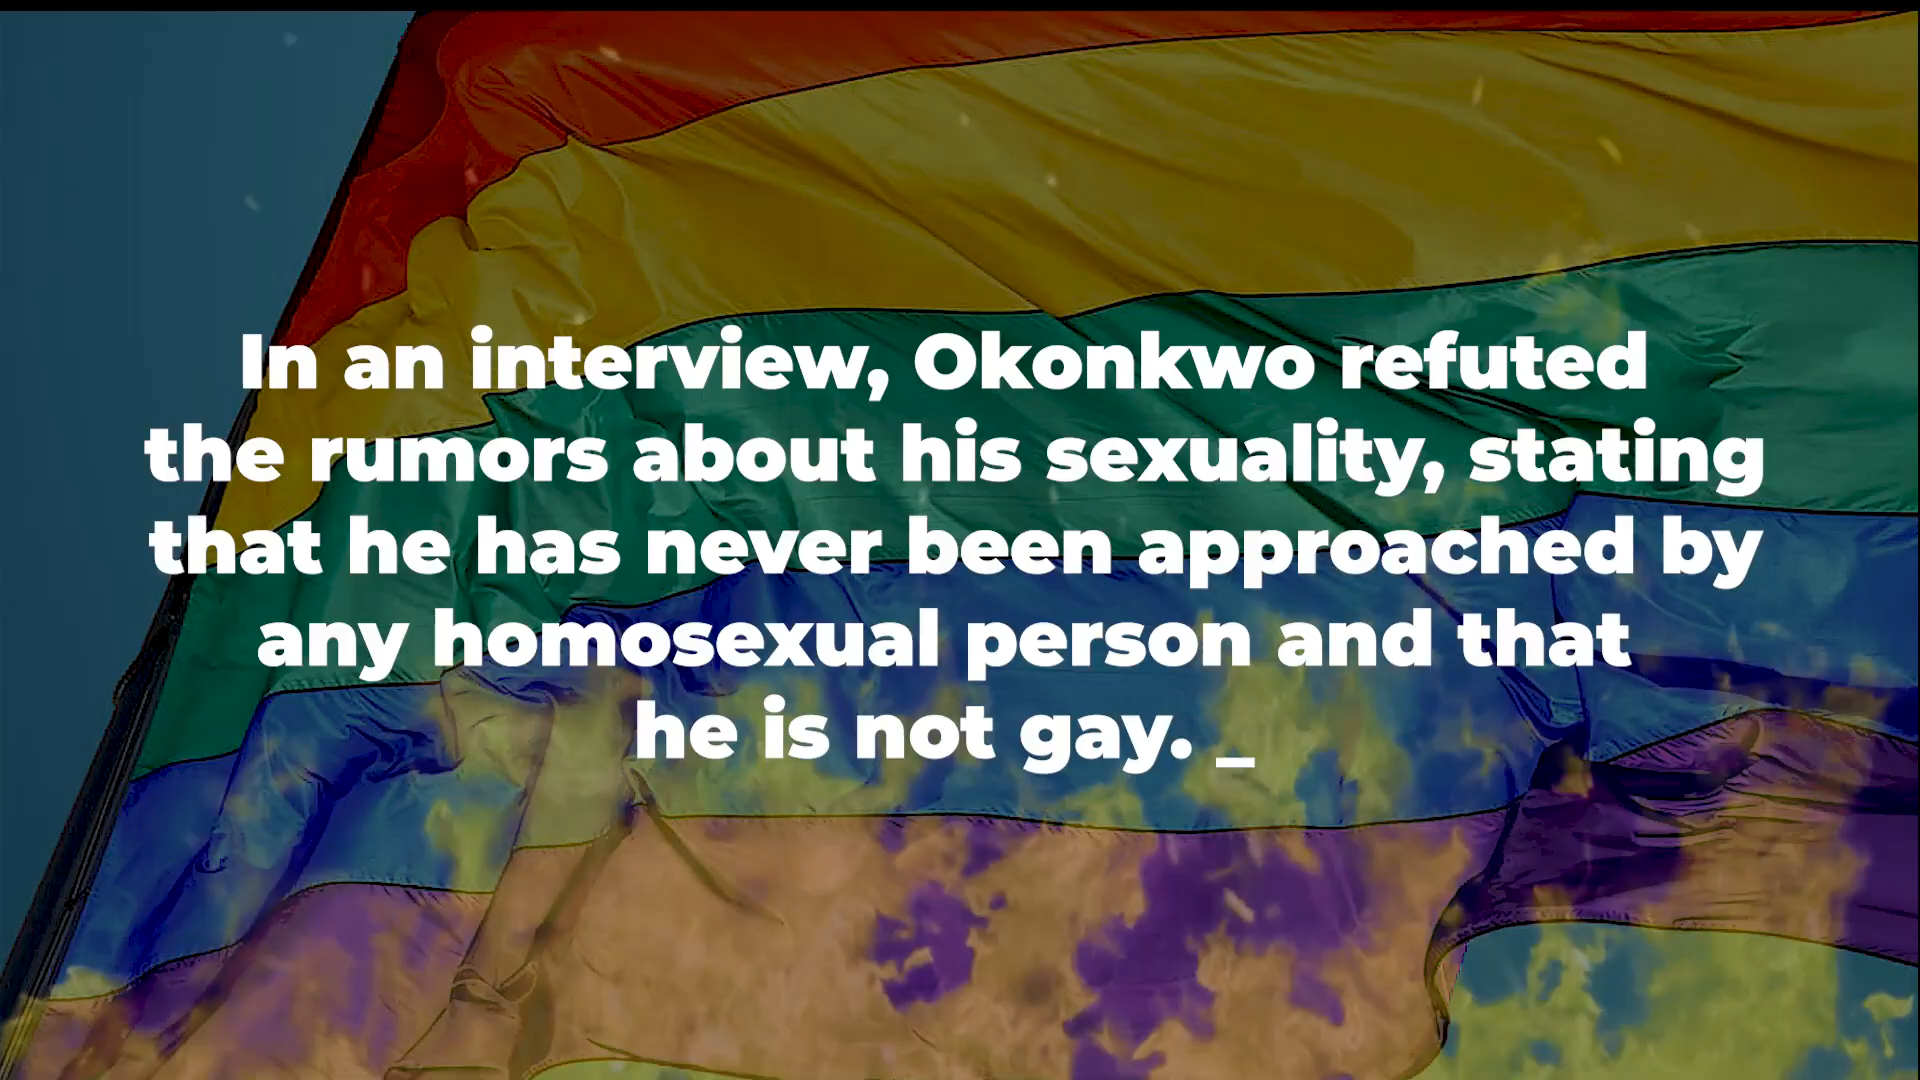 In an interview, Okonkwo refuted
the rumors about his sexuality, stating
that he has never been approached by
any homosexual person and that
he is not gay. _